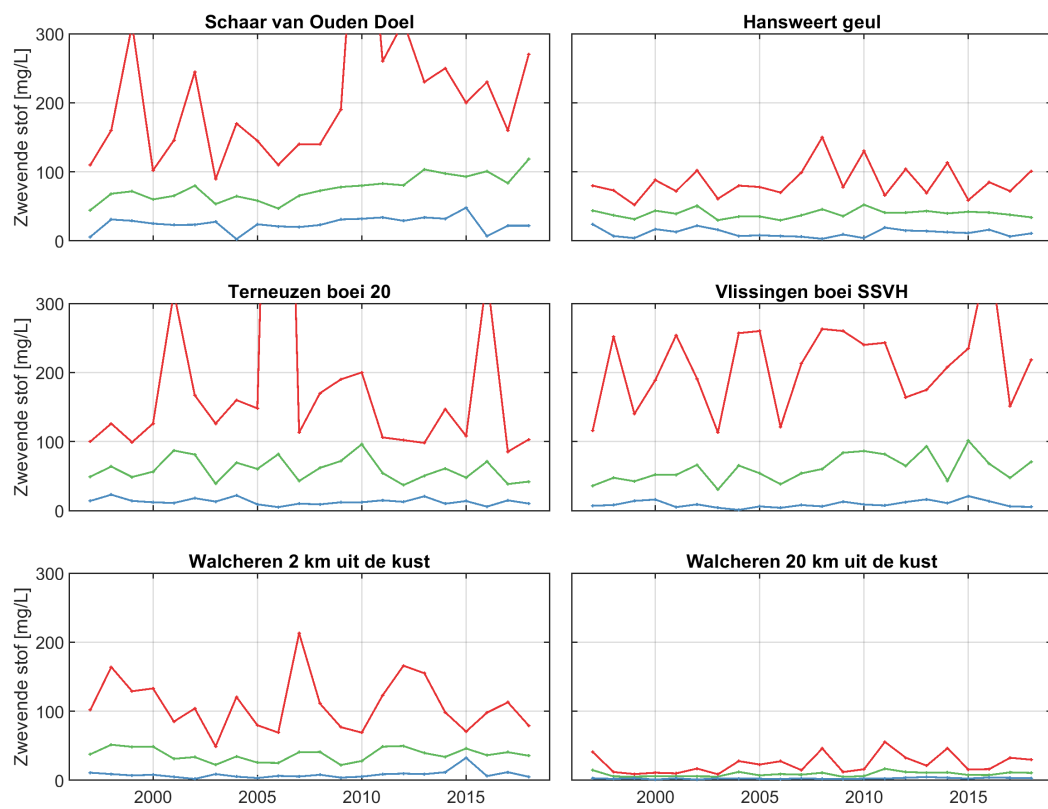 Schaar van Ouden Doel
Hansweert geul
Zwevende stof [mg/L]
300
200
100
0
Terneuzen boei 20
Vlissingen boei SSVH
Zwevende stof [mg/L]
300
200
100
0
Walcheren 2 km uit de kust
Walcheren 20 km uit de kust
Zwevende stof [mg/L]
300
200
100
0
2000 2005 2010 2015
2000 2005 2010 2015